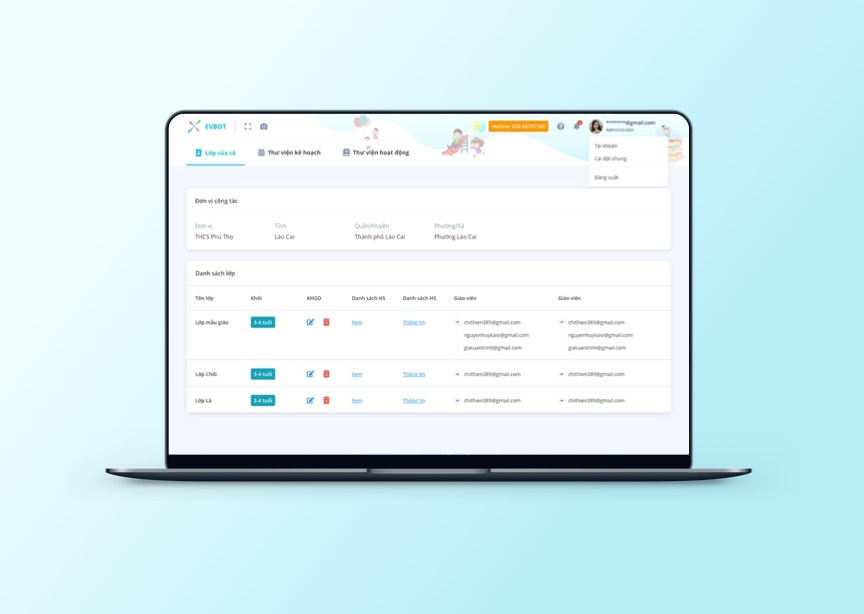 EVBOT
Hotline: 028 66797100
*******@gmail.com
Administrator
Lớp của cô
Thư viện kế hoạch
Thư viện hoạt động
Tài khoản
Cài đặt chung
Đăng xuất
Đơn vị công tác
Đơn vị Tỉnh Quận/Huyện Phường/Xã
THCS Phú Thọ Lào Cai Thành phố Lào Cai Phường Lào Cai
Danh sách lớp
Tên lớp Khối KHGD Danh sách HS Danh sách HS Giáo viên Giáo viên
Lớp mẫu giáo 3-4 tuổi Xem Thông tin chithien389@gmail.com chithien389@gmail.com
nguyenhuykaio@gmail.com nguyenhuykaio@gmail.com
giatuantrinh@gmail.com giatuantrinh@gmail.com
Lớp Chồi 3-4 tuổi Xem Thông tin chithien389@gmail.com chithien389@gmail.com
Lớp Lá 3-4 tuổi Xem Thông tin chithien389@gmail.com chithien389@gmail.com